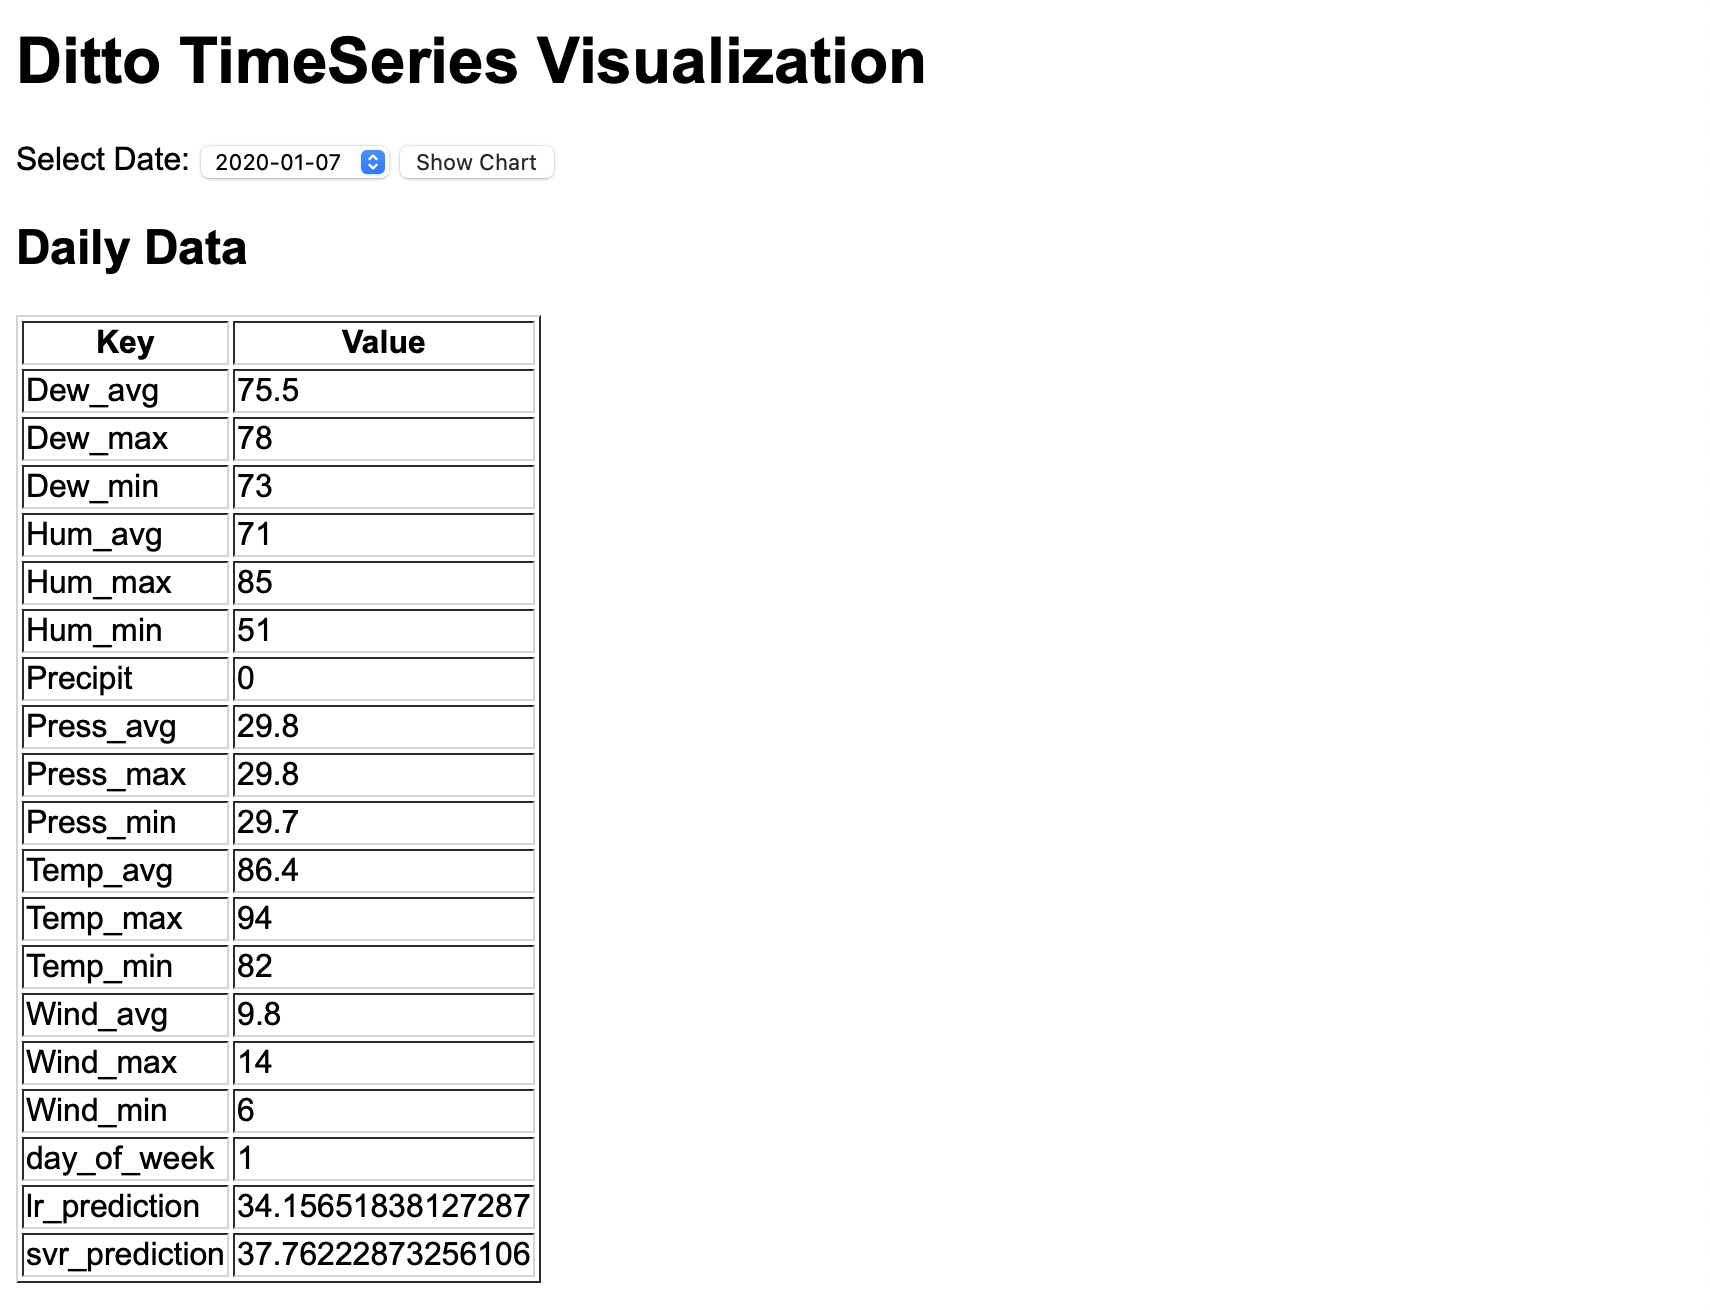 Ditto TimeSeries Visualization
Select Date: 2020-01-07 Show Chart
Daily Data
Key Value
Dew_avg 75.5
Dew_max 78
Dew_min 73
Hum_avg 71
Hum_max 85
Hum_min 51
Precipit 0
Press_avg 29.8
Press_max 29.8
Press_min 29.7
Temp_avg 86.4
Temp_max 94
Temp_min 82
Wind_avg 9.8
Wind_max 14
Wind_min 6
day_of_week 1
lr_prediction 34.15651838127287
svr_prediction 37.76222873256106